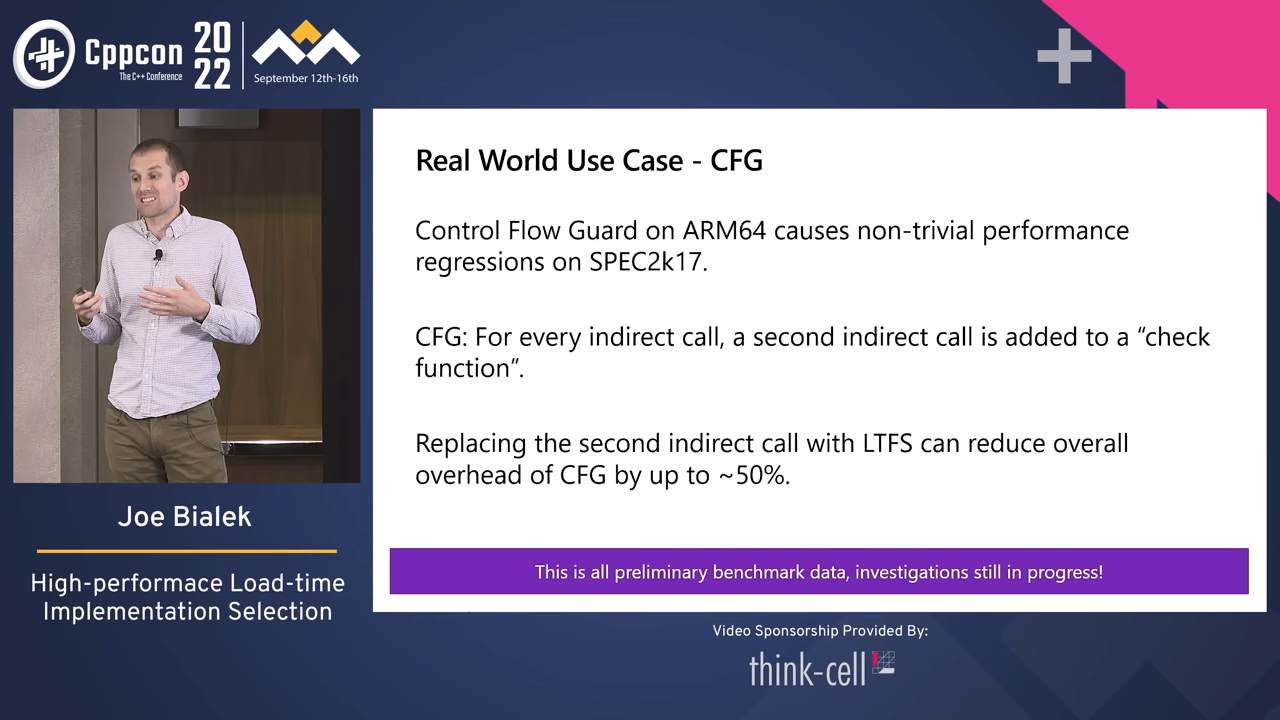 Cppcon
The C++ Conference
20
22
September 12th-16th
Real World Use Case - CFG
Control Flow Guard on ARM64 causes non-trivial performance
regressions on SPEC2k17.
CFG: For every indirect call, a second indirect call is added to a “check
function”.
Replacing the second indirect call with LTFS can reduce overall
overhead of CFG by up to ~50%.
This is all preliminary benchmark data, investigations still in progress!
Joe Bialek
High-performace Load-time
Implementation Selection
Video Sponsorship Provided By:
think-cell